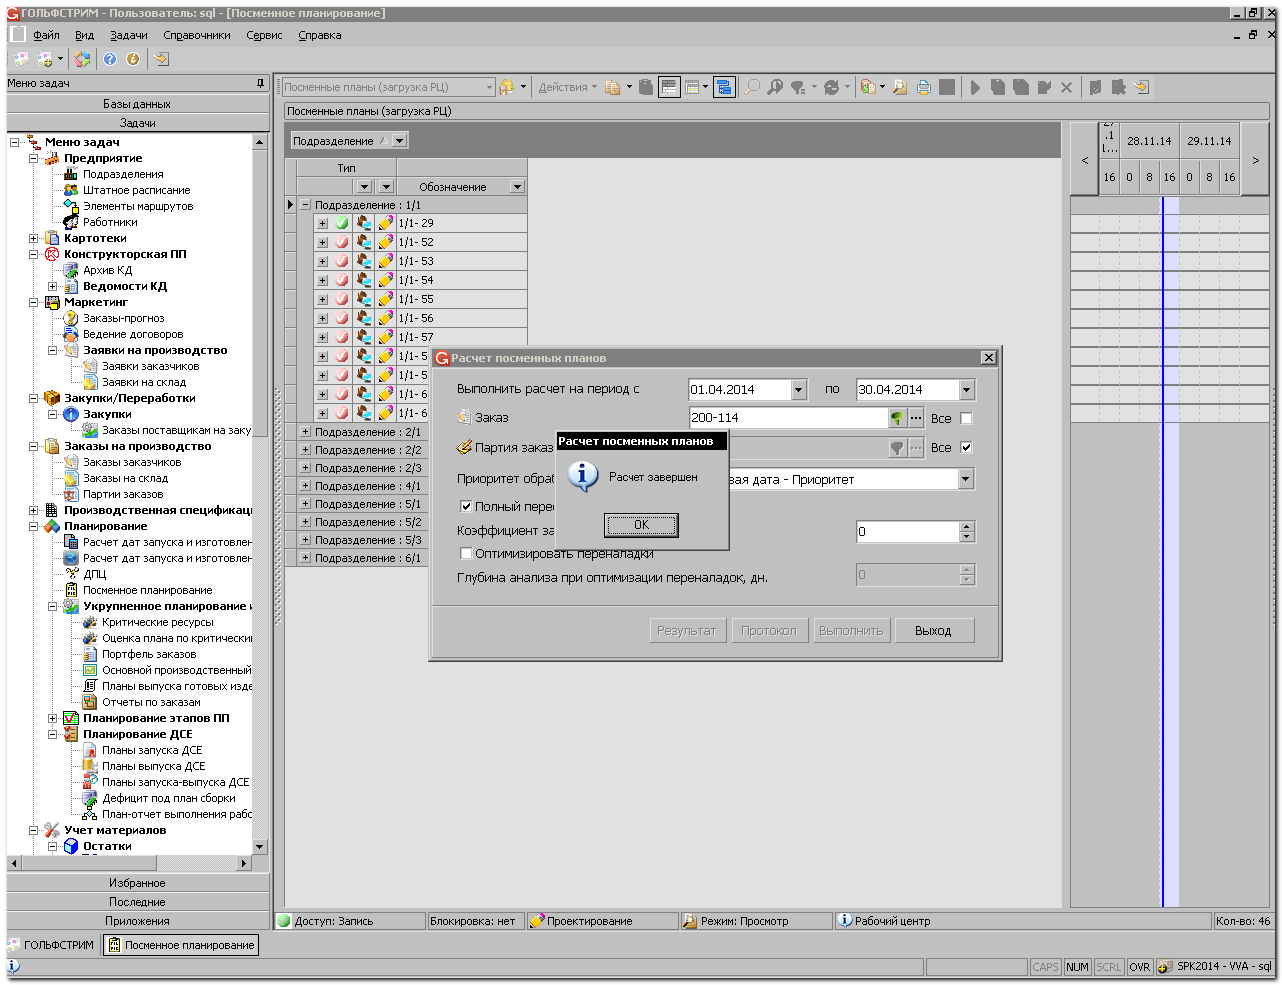 ГОЛЬФСТРИМ - Пользователь: sql - [Посменное планирование]
Файл Вид Задачи Справочники Сервис Справка
Меню задач
Базы данных
Задачи
Меню задач
Предприятие
Подразделения
Штатное расписание
Элементы маршрутов
Работники
Картотеки
Конструкторская ПП
Архив КД
Ведомости КД
Маркетинг
Заказы-прогноз
Ведение договоров
Заявки на производство
Заявки заказчиков
Заявки на склад
Закупки/Переработки
Закупки
Заказы поставщикам на заку
Заказы на производство
Заказы заказчиков
Заказы на склад
Партии заказов
Производственная спецификац
Планирование
Расчет дат запуска и изготовлен
Расчет дат запуска и изготовлен
ДПЦ
Посменное планирование
Укрупненное планирование и
Критические ресурсы
Оценка плана по критически
Портфель заказов
Основной производственный
Планы выпуска готовых изде
Отчеты по заказам
Планирование этапов ПП
Планирование ДСЕ
Планы запуска ДСЕ
Планы выпуска ДСЕ
Планы запуска-выпуска ДСЕ
Дефицит под план сборки
План-отчет выполнения рабо
Учет материалов
Остатки
Избранное
Последние
Приложения
Посменные планы (загрузка РЦ) Действия
Посменные планы (загрузка РЦ)
Подразделение
Тип
Обозначение
Подразделение : 1/1
1/1- 29
1/1- 52
1/1- 53
1/1- 54
1/1- 55
1/1- 56
1/1- 57
1/1- 5
1/1- 5
1/1- 6
1/1- 6
Подразделение : 2/1
Подразделение : 2/2
Подразделение : 2/3
Подразделение : 4/1
Подразделение : 5/1
Подразделение : 5/2
Подразделение : 5/3
Подразделение : 6/1
< .1 28.11.14 29.11.14 >
16 0 8 16 0 8 16
Расчет посменных планов
Выполнить расчет на период с 01.04.2014 по 30.04.2014
Заказ 200-114 Все
Партия заказ Все
Приоритет обраб вая дата - Приоритет
Полный пере
Коэффициент за 0
Оптимизировать переналадки
Глубина анализа при оптимизации переналадок, дн. 0
Результат Протокол Выполнить Выход
Расчет посменных планов
Расчет завершен
OK
Доступ: Запись Блокировка: нет Проектирование Режим: Просмотр Рабочий центр Кол-во: 46
ГОЛЬФСТРИМ Посменное планирование
CAPS NUM SCRL OVR SPK2014 - VVA - sql